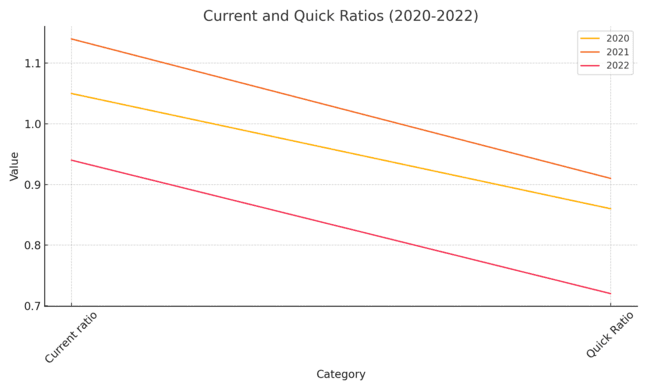 Current and Quick Ratios (2020-2022)
2020
2021
2022
Value
1.1
1.0
0.9
0.8
0.7
Current ratio
Quick Ratio
Category